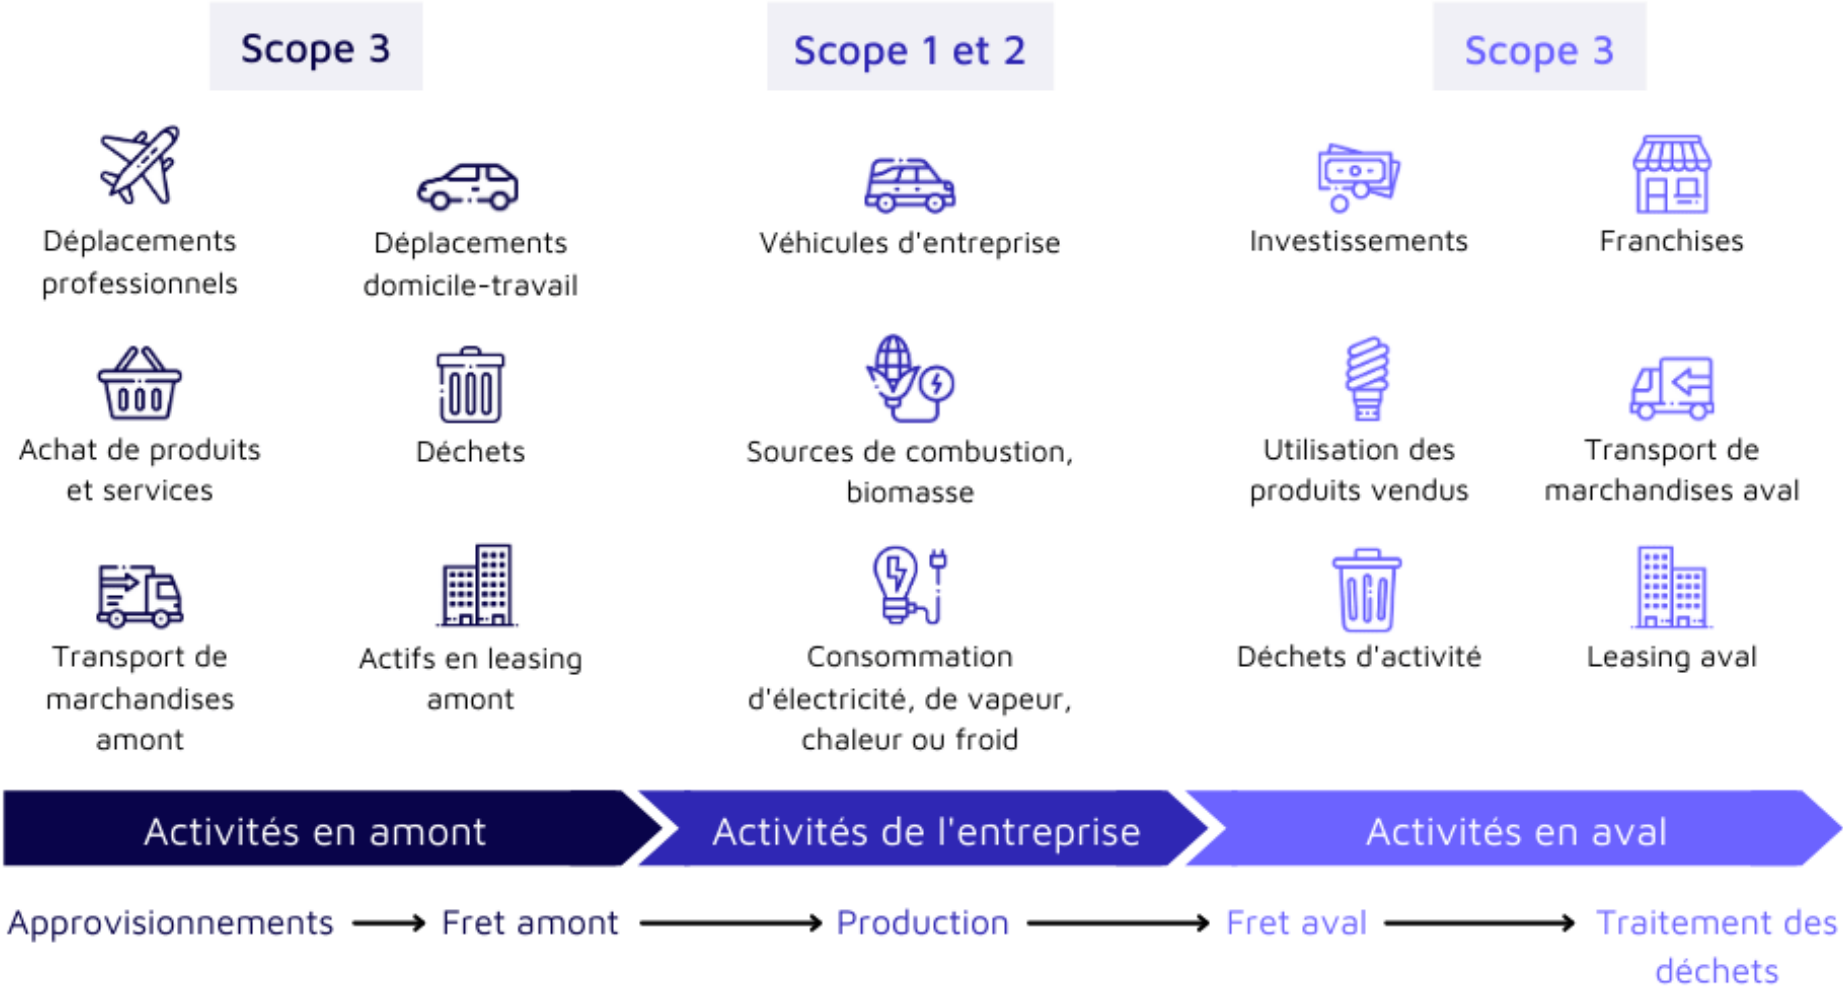 Scope 3
Scope 1 et 2
Scope 3
Déplacements
professionnels
Déplacements
domicile-travail
Véhicules d'entreprise
Investissements
Franchises
Achat de produits
et services
Déchets
Sources de combustion,
biomasse
Utilisation des
produits vendus
Transport de
marchandises aval
Transport de
marchandises
amont
Actifs en leasing
amont
Consommation
d'électricité, de vapeur,
chaleur ou froid
Déchets d'activité
Leasing aval
Activités en amont
Activités de l'entreprise
Activités en aval
Approvisionnements
Fret amont
Production
Fret aval
Traitement des
déchets